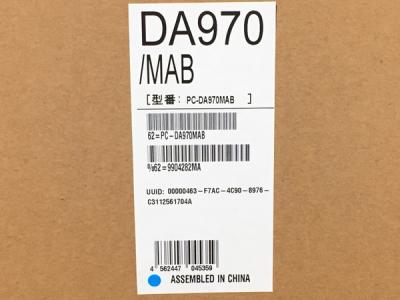 DA970
/MAB
[型番: PC-DA970MAB ]
62=PC-DA970MAB
%62=9904282MA
UUID: 00000463-F7AC-4C90-8976-
C3112561704A
4 562447 045359
ASSEMBLED IN CHINA